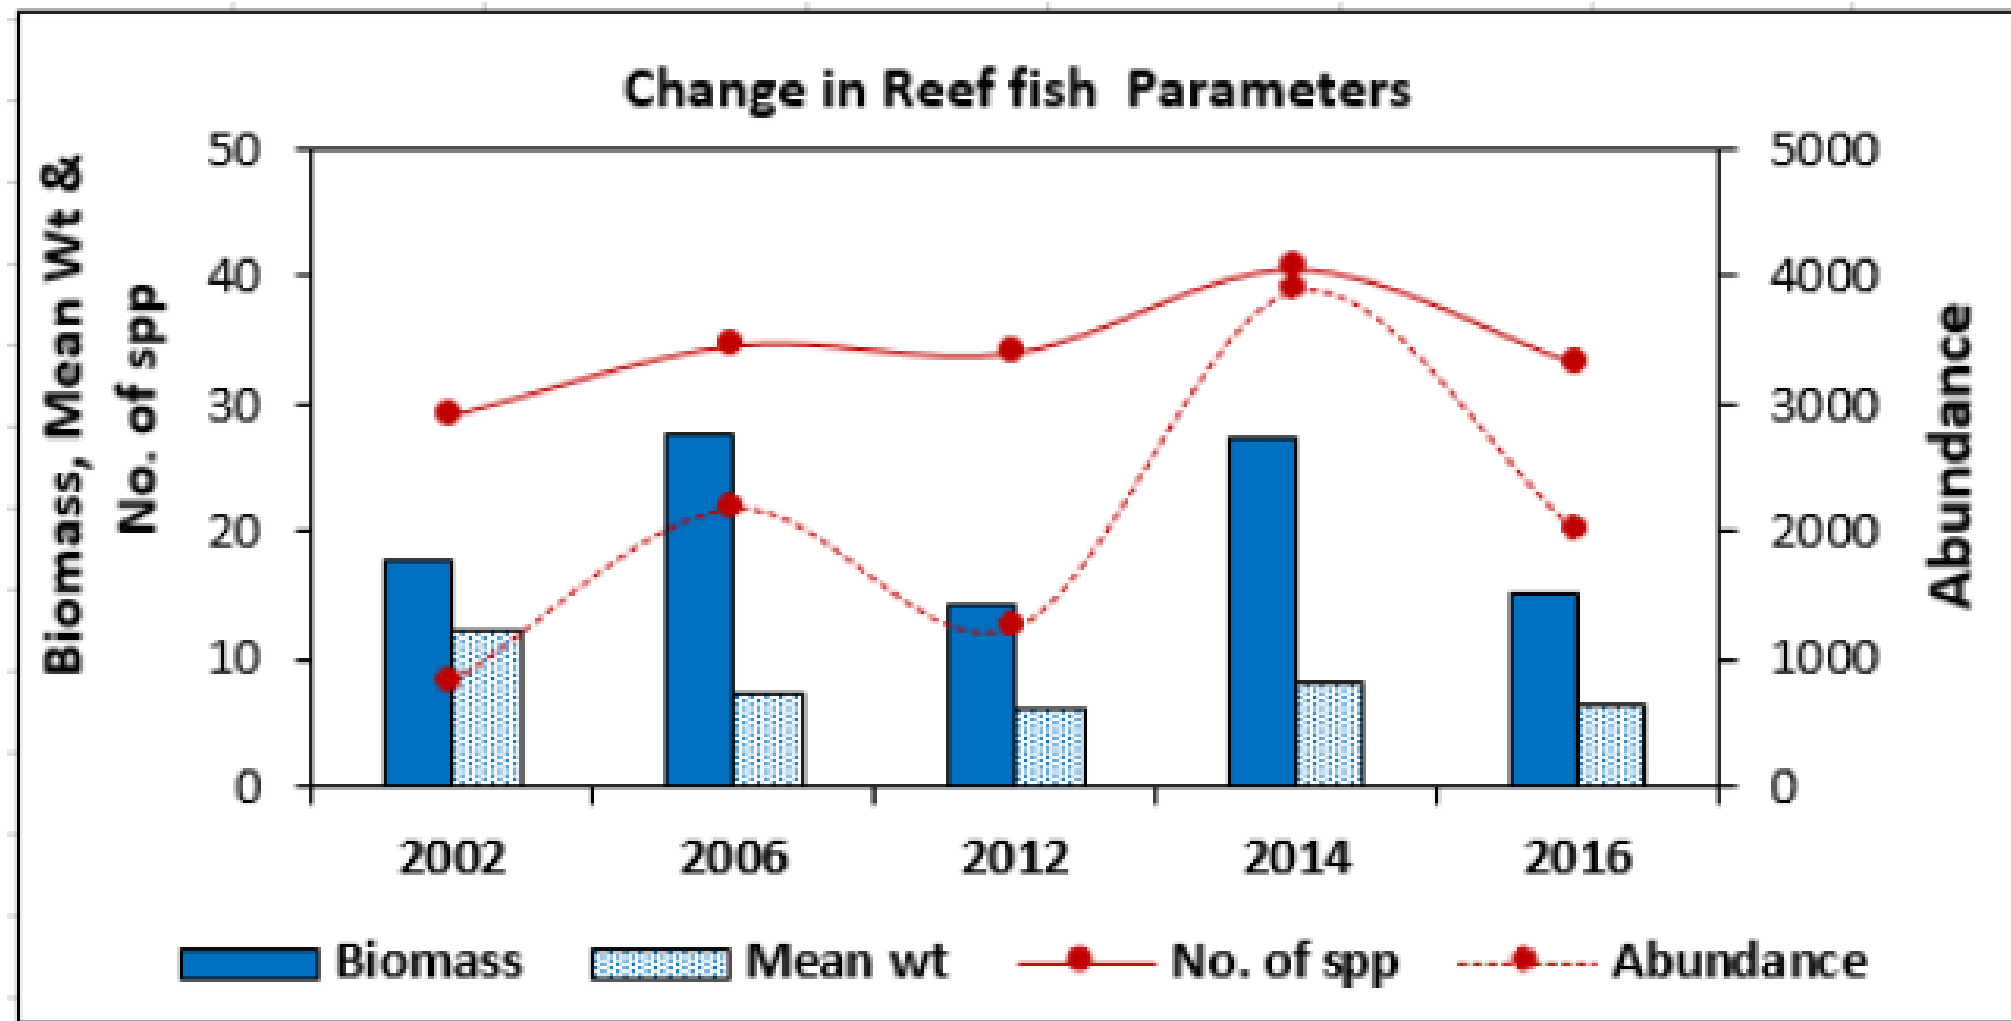 Change in Reef fish Parameters
Biomass, Mean Wt &
No. of spp
50
40
30
20
10
0
5000
4000
3000
2000
1000
0
Abundance
2002 2006 2012 2014 2016
Biomass Mean wt No. of spp Abundance